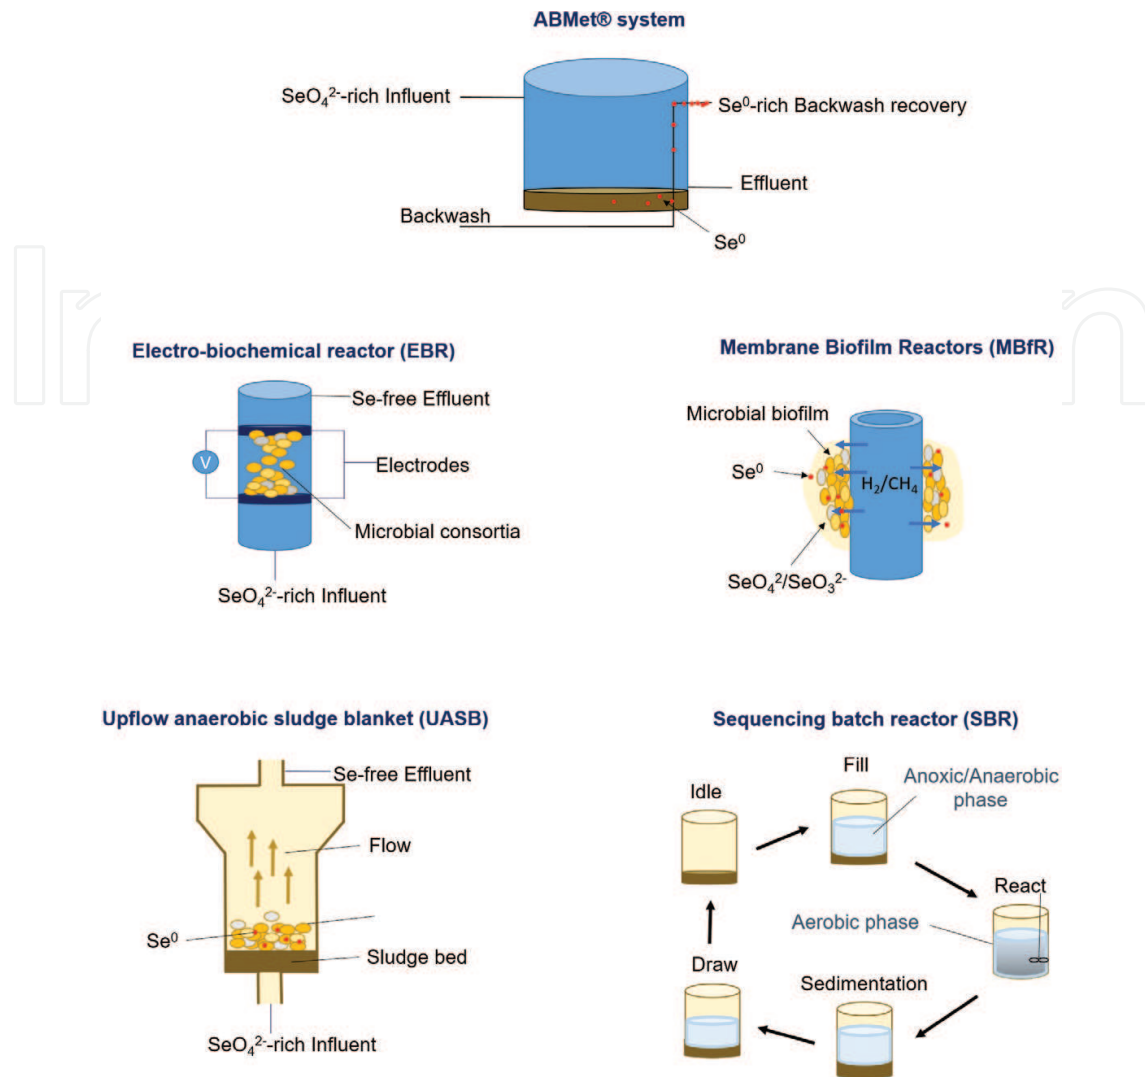 ABMet® system
SeO₄²⁻-rich Influent
Se⁰-rich Backwash recovery
Effluent
Backwash
Se⁰
Electro-biochemical reactor (EBR)
Se-free Effluent
V
Electrodes
Microbial consortia
SeO₄²⁻-rich Influent
Membrane Biofilm Reactors (MBfR)
Microbial biofilm
Se⁰
H₂/CH₄
SeO₄²/SeO₃²⁻
Upflow anaerobic sludge blanket (UASB)
Se-free Effluent
Flow
Se⁰
Sludge bed
SeO₄²⁻-rich Influent
Sequencing batch reactor (SBR)
Fill
Anoxic/Anaerobic
phase
Idle
React
Aerobic phase
Draw
Sedimentation